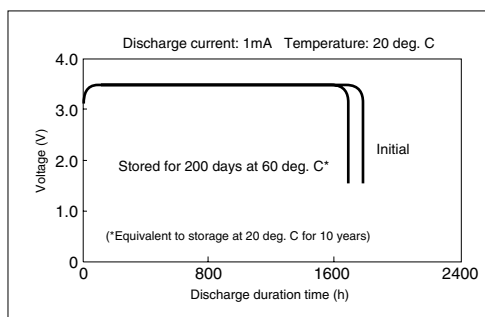 Discharge current: 1mA Temperature: 20 deg. C
4.0
3.0
2.0
1.0
0
Voltage (V)
Initial
Stored for 200 days at 60 deg. C*
(*Equivalent to storage at 20 deg. C for 10 years)
0 800 1600 2400
Discharge duration time (h)